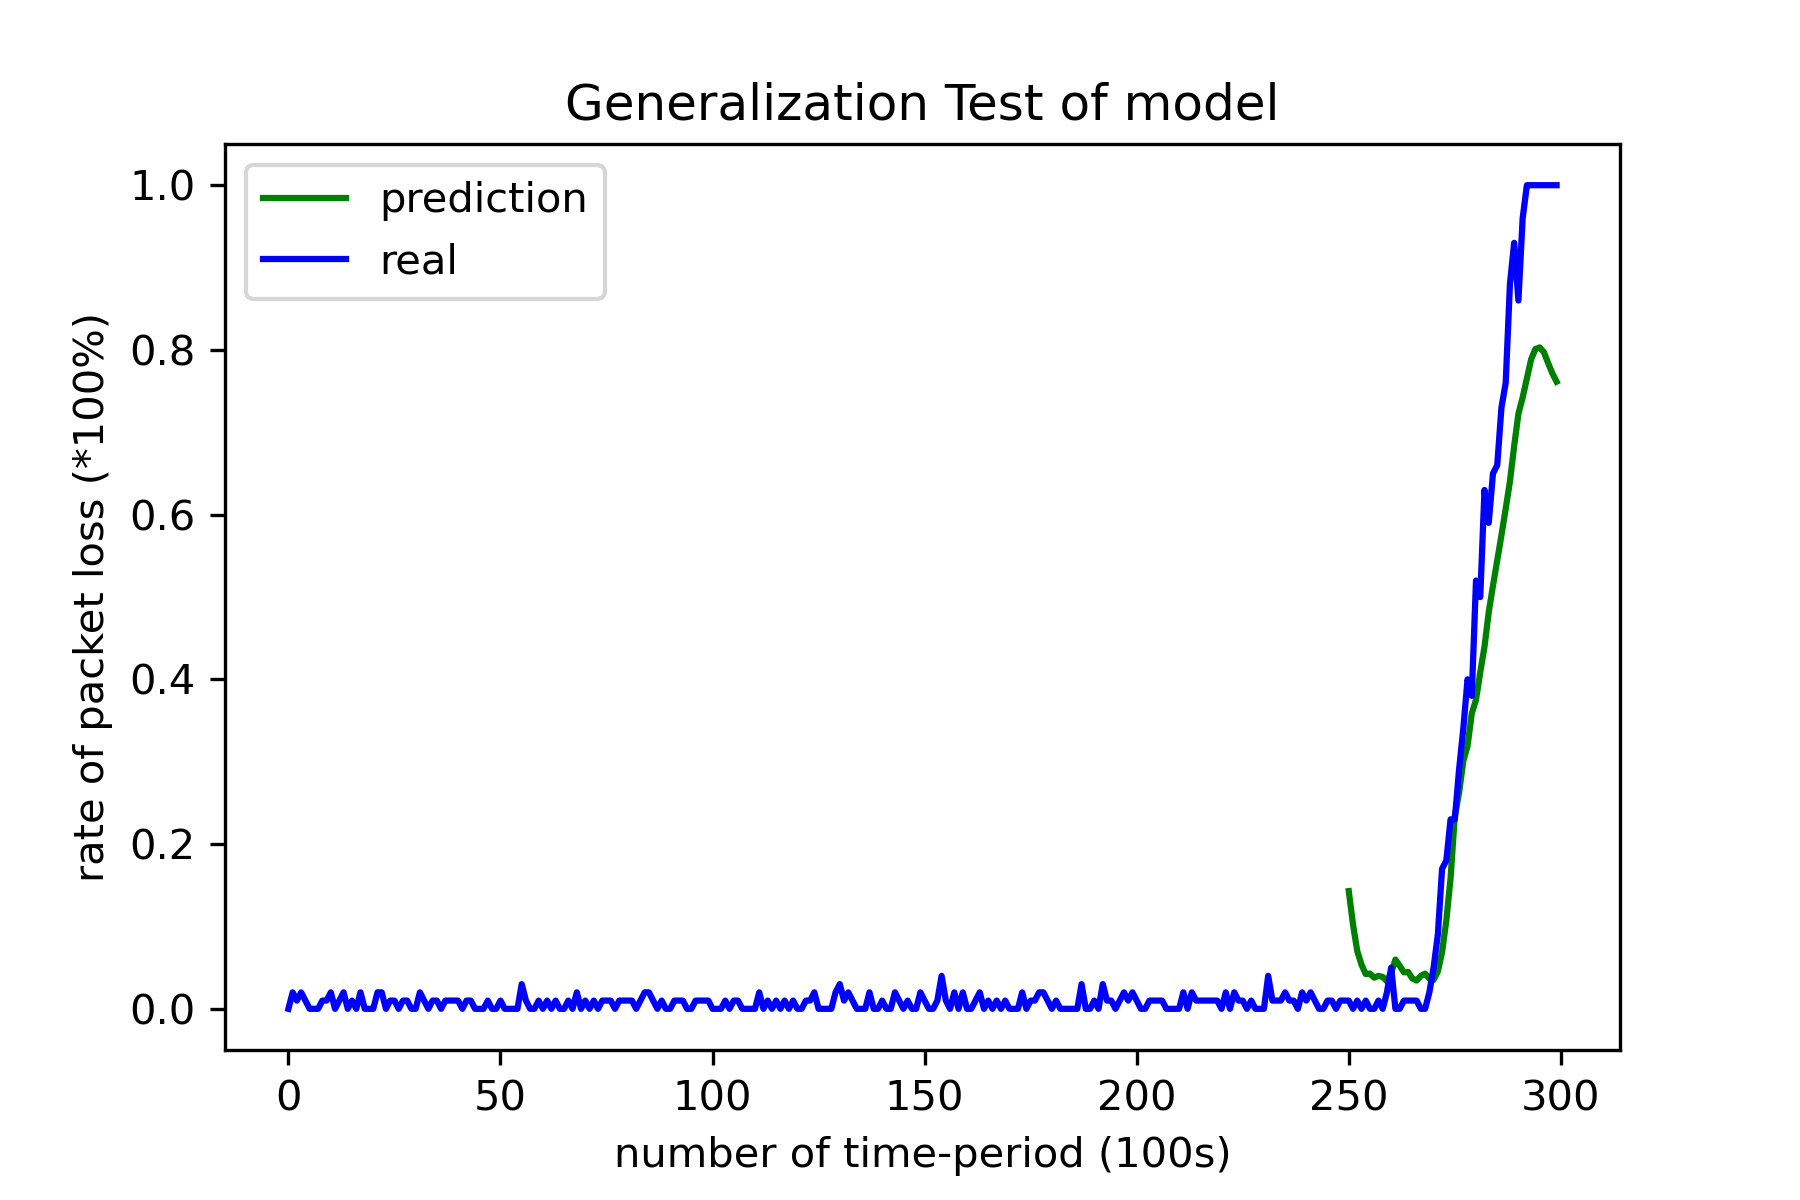 Generalization Test of model
prediction
real
1.0
0.8
0.6
0.4
0.2
0.0
rate of packet loss (*100%)
0 50 100 150 200 250 300
number of time-period (100s)